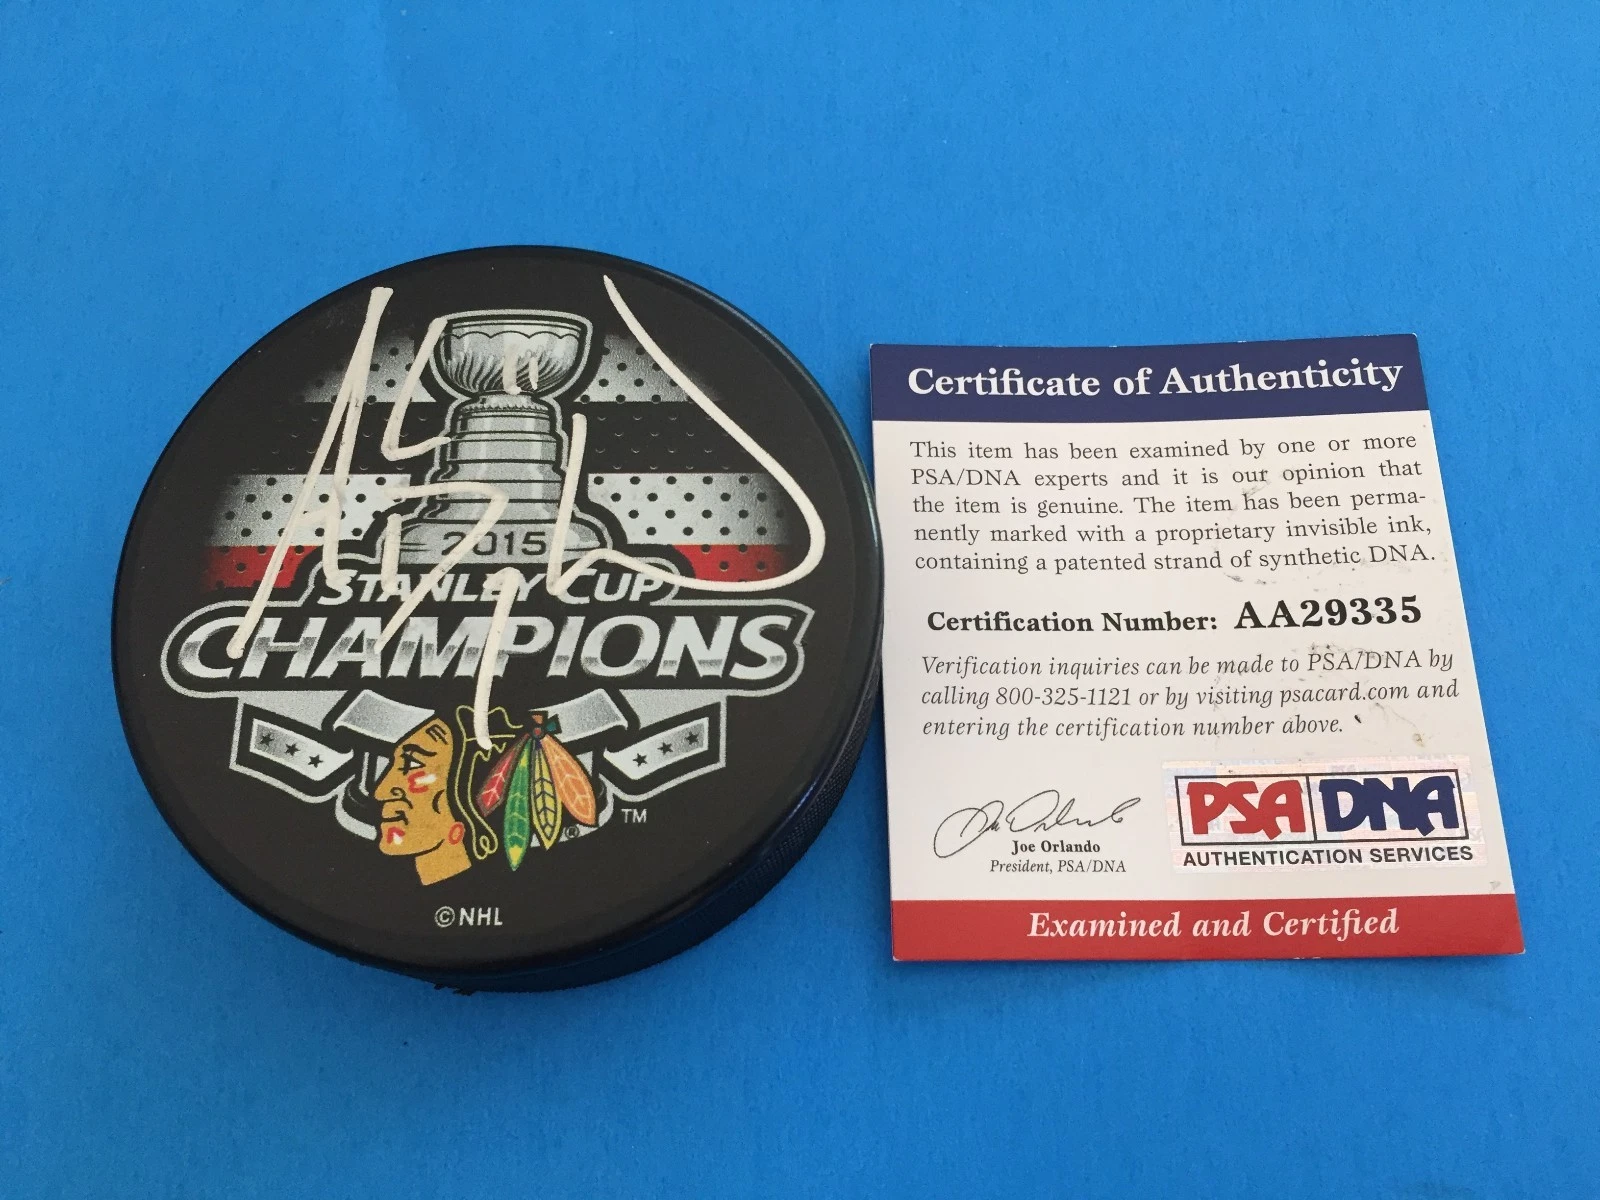 2015
STANLEY CUP
CHAMPIONS
TM
®
©NHL
Certificate of Authenticity
This item has been examined by one or more
PSA/DNA experts and it is our opinion that
the item is genuine. The item has been perma-
nently marked with a proprietary invisible ink,
containing a patented strand of synthetic DNA.
Certification Number: AA29335
Verification inquiries can be made to PSA/DNA by
calling 800-325-1121 or by visiting psacard.com and
entering the certification number above.
Joe Orlando
President, PSA/DNA
PSA DNA
AUTHENTICATION SERVICES
Examined and Certified